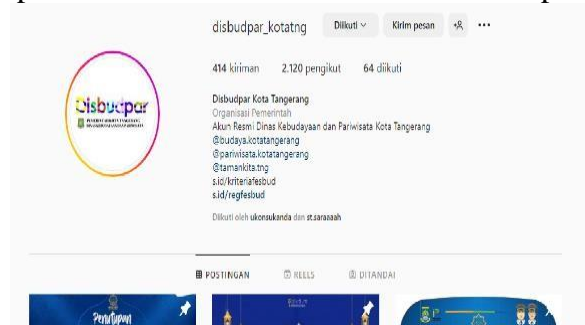 disbudpar_kotatng Diikuti Kirim pesan
414 kiriman 2.120 pengikut 64 diikuti
Disbudpar
Disbudpar Kota Tangerang
Organisasi Pemerintah
Akun Resmi Dinas Kebudayaan dan Pariwisata Kota Tangerang
@budaya.kotatangerang
@pariwisata.kotatangerang
@tamankita.tng
s.id/kriteriafesbud
s.id/regfesbud
Diikuti oleh ukonsukanda dan st.saraaaah
POSTINGAN REELS DITANDAI
Penutupan